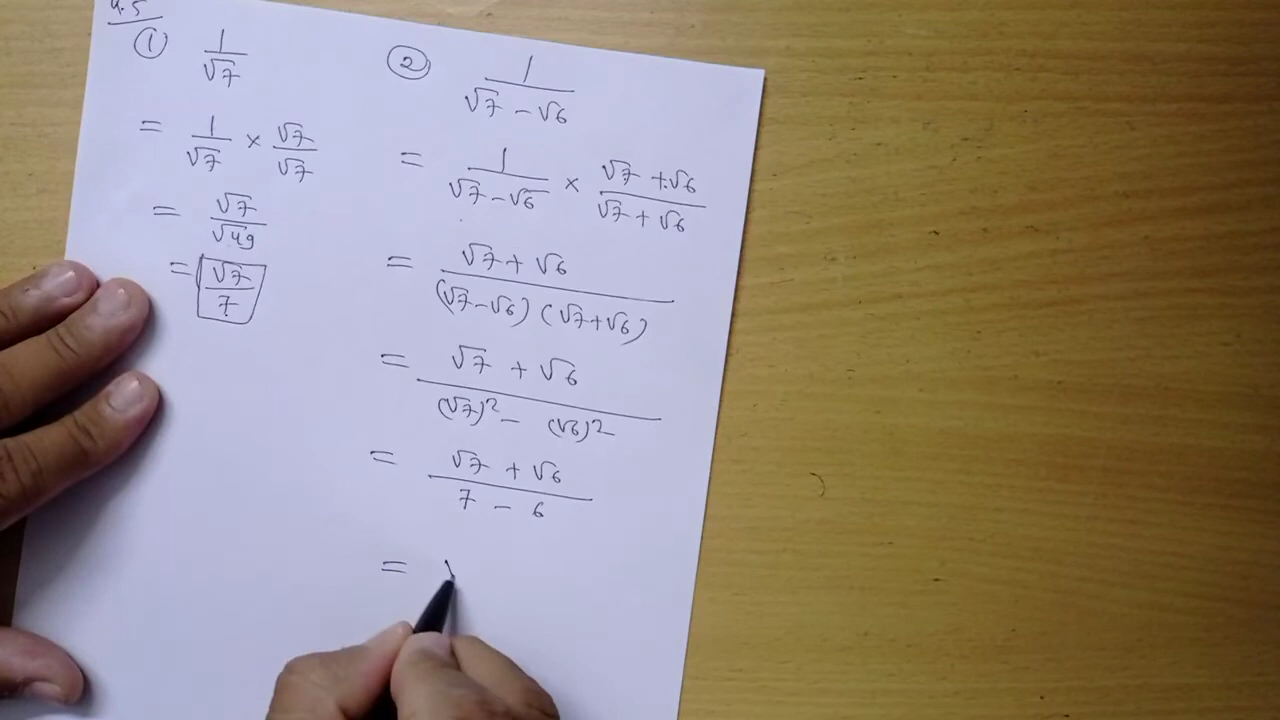 4.5
① 1/√7
= 1/√7 × √7/√7
= √7/√49
= √7/7
② 1/(√7 - √6)
= 1/(√7 - √6) × (√7 + √6)/(√7 + √6)
= (√7 + √6)/((√7 - √6) (√7 + √6))
= (√7 + √6)/((√7)² - (√6)²)
= (√7 + √6)/(7 - 6)
=